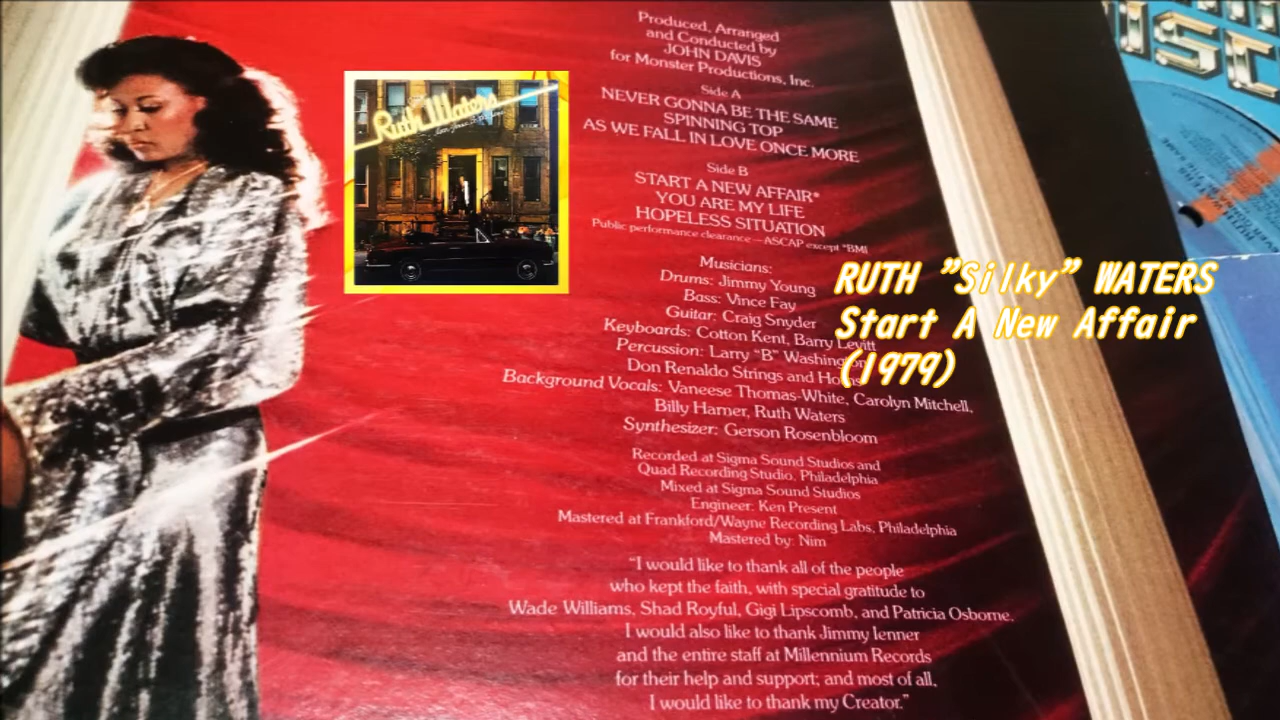 Produced, Arranged
and Conducted by
JOHN DAVIS
for Monster Productions, Inc.
Side A
NEVER GONNA BE THE SAME
SPINNING TOP
AS WE FALL IN LOVE ONCE MORE
Side B
START A NEW AFFAIR*
YOU ARE MY LIFE
HOPELESS SITUATION
Public performance clearance—ASCAP except *BMI
Musicians:
Drums: Jimmy Young
Bass: Vince Fay
Guitar: Craig Snyder
Keyboards: Cotton Kent, Barry Levitt
Percussion: Larry "B" Washington
Don Renaldo Strings and Horns
Background Vocals: Vaneese Thomas-White, Carolyn Mitchell,
Billy Harner, Ruth Waters
Synthesizer: Gerson Rosenbloom
Recorded at Sigma Sound Studios and
Quad Recording Studio, Philadelphia
Mixed at Sigma Sound Studios
Engineer: Ken Present
Mastered at Frankford/Wayne Recording Labs, Philadelphia
Mastered by: Nim
"I would like to thank all of the people
who kept the faith, with special gratitude to
Wade Williams, Shad Royful, Gigi Lipscomb, and Patricia Osborne.
I would also like to thank Jimmy Ienner
and the entire staff at Millennium Records
for their help and support; and most of all,
I would like to thank my Creator."
Ruth Waters
RUTH "Silky" WATERS
Start A New Affair
(1979)